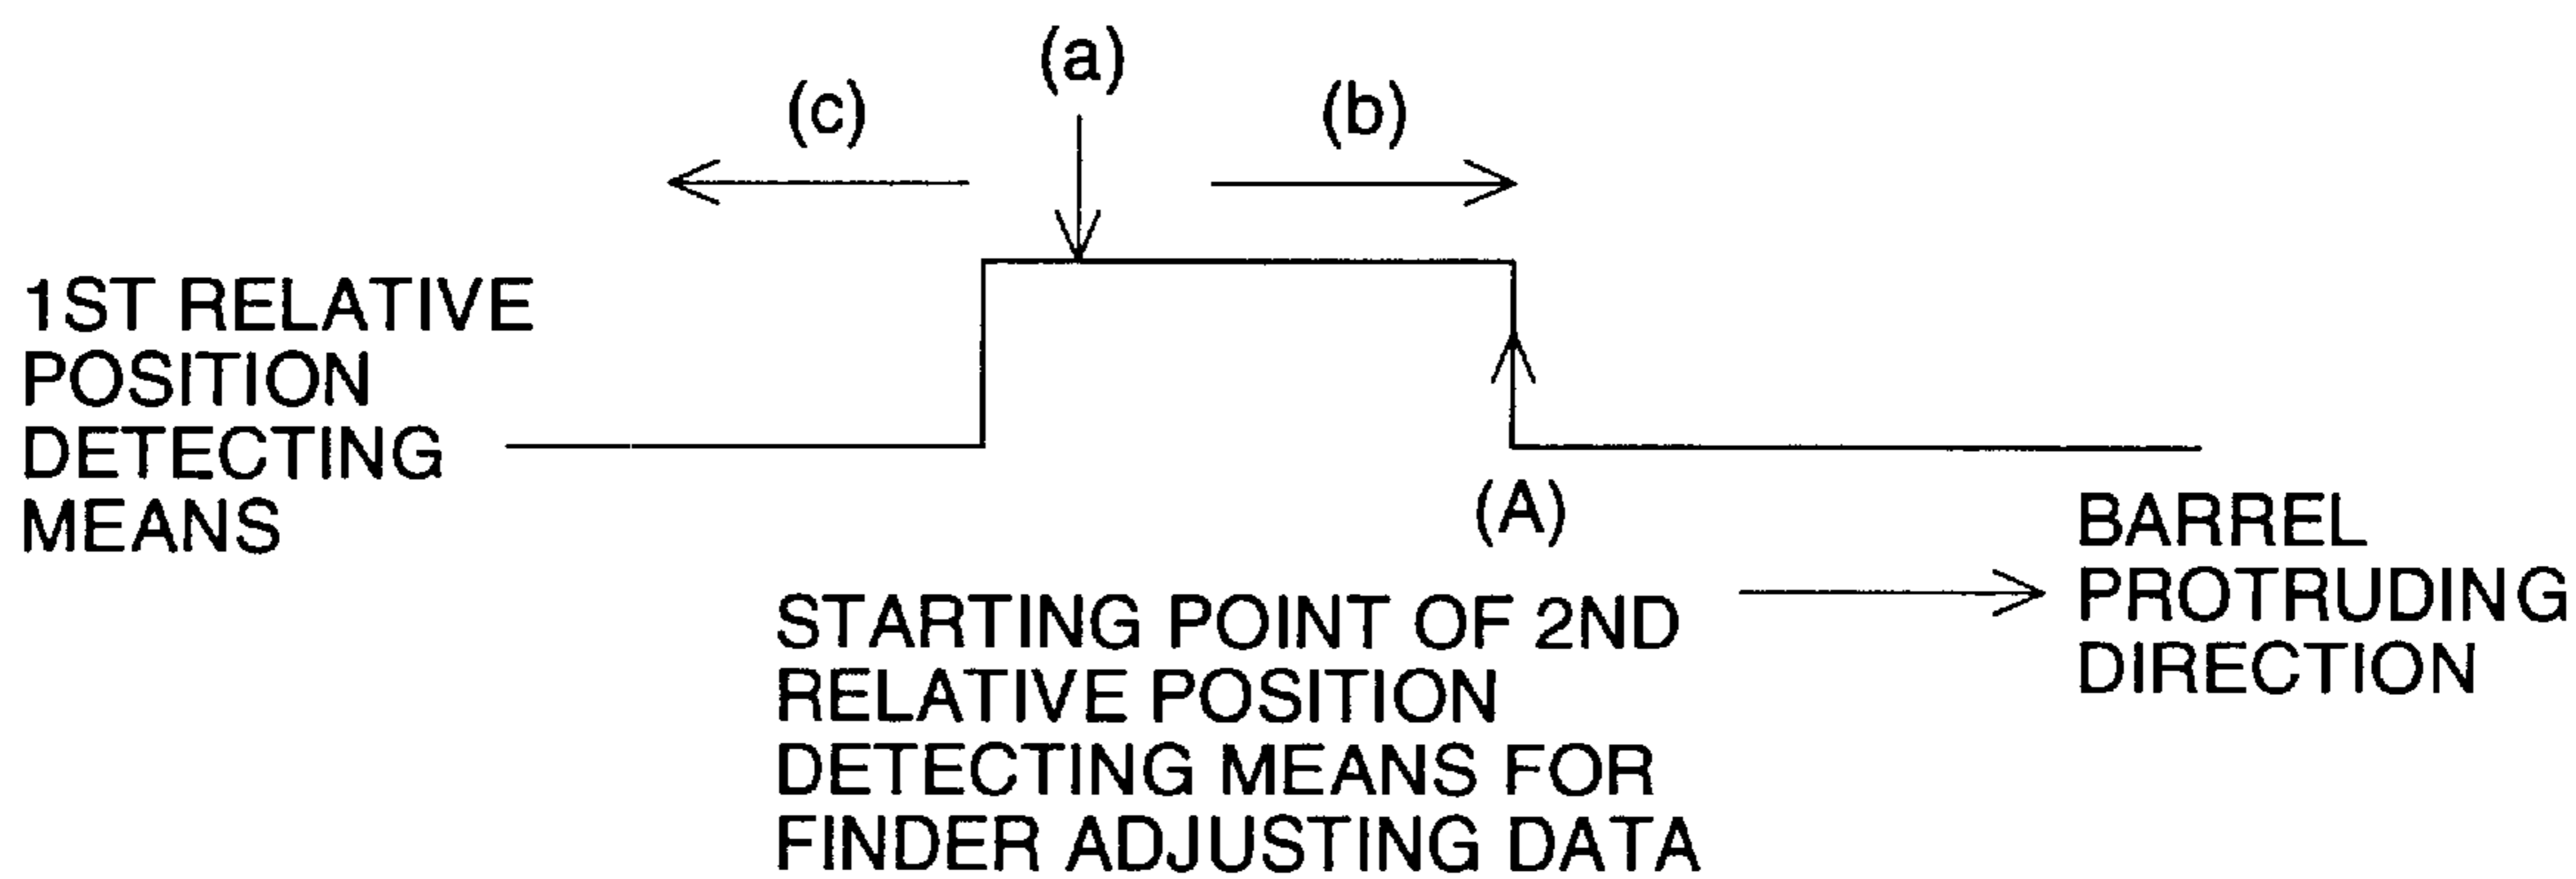 (a)
(c)
(b)
1ST RELATIVE
POSITION
DETECTING
MEANS
(A)
STARTING POINT OF 2ND
RELATIVE POSITION
DETECTING MEANS FOR
FINDER ADJUSTING DATA
BARREL
PROTRUDING
DIRECTION